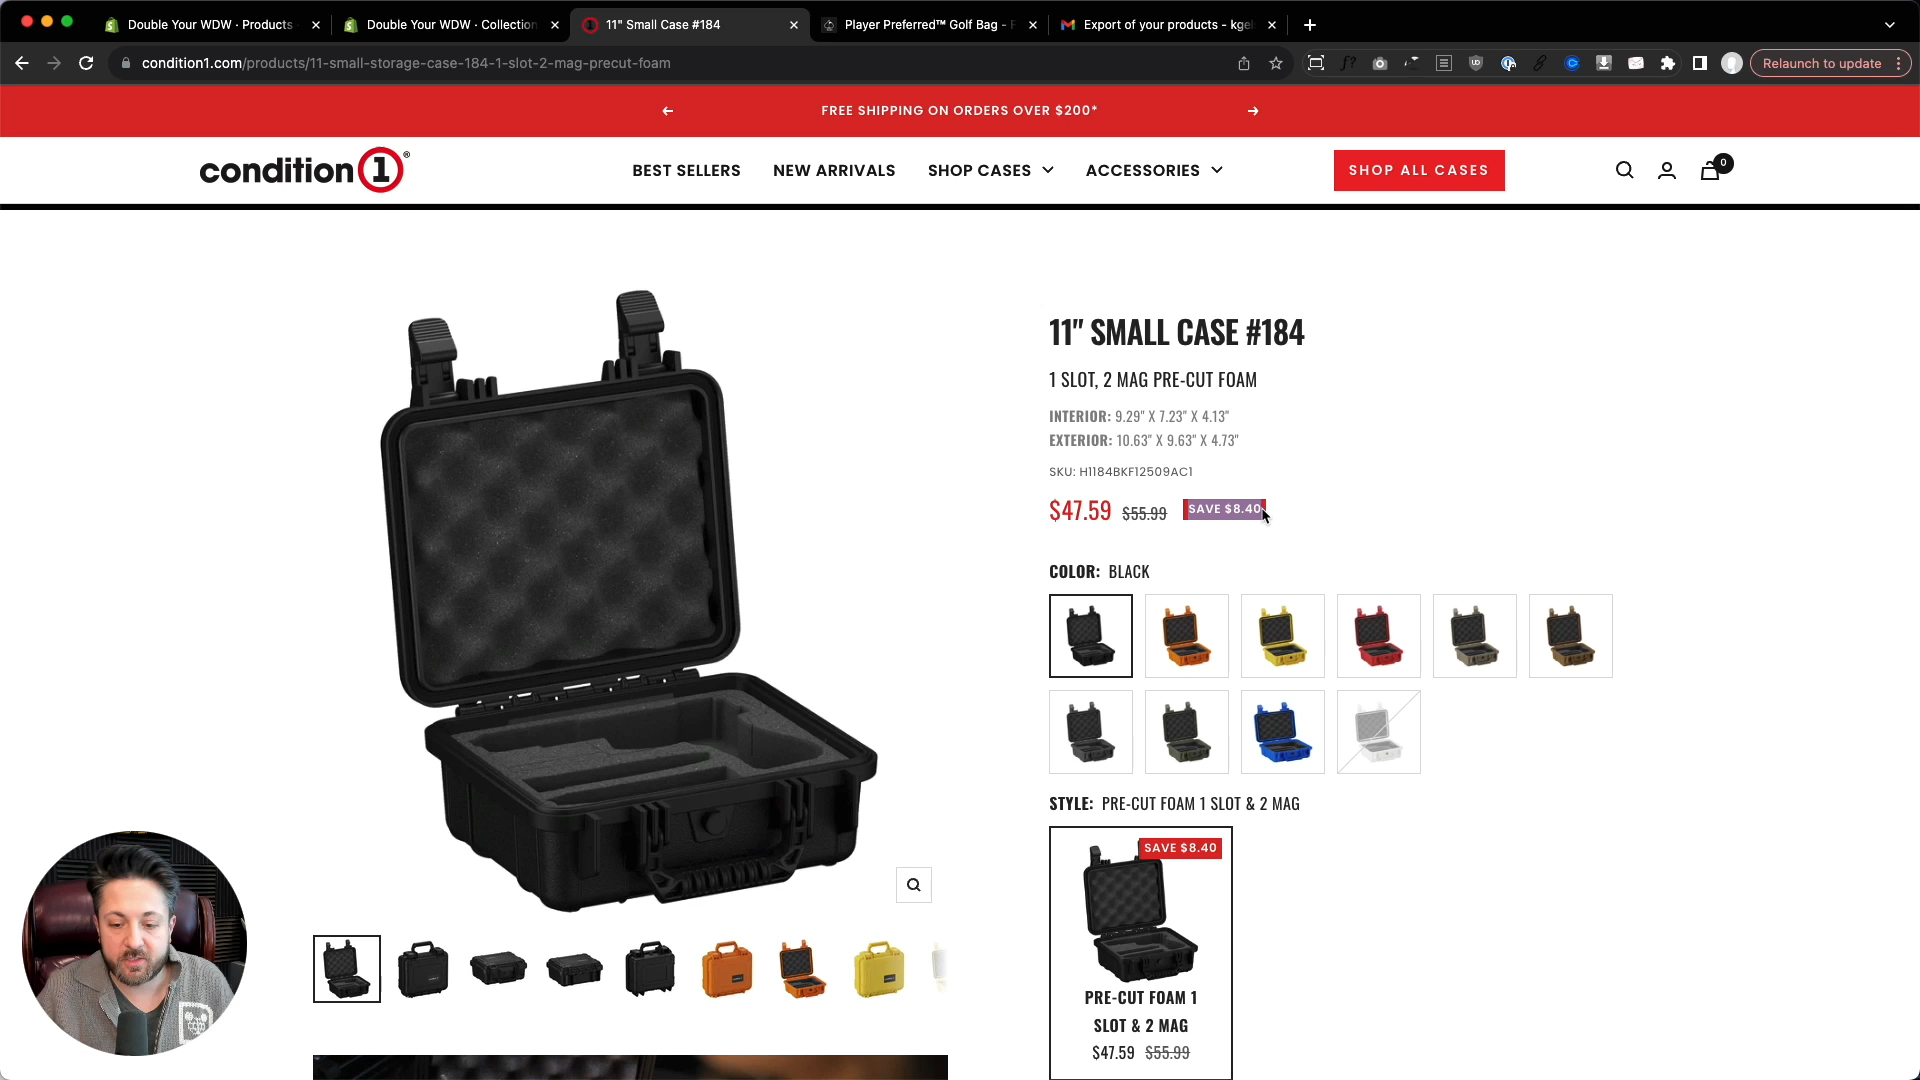 Double Your WDW · Products
Double Your WDW · Collection
11" Small Case #184
Player Preferred™ Golf Bag -
Export of your products - kge
condition1.com/products/11-small-storage-case-184-1-slot-2-mag-precut-foam
Relaunch to update
FREE SHIPPING ON ORDERS OVER $200*
condition 1®
BEST SELLERS
NEW ARRIVALS
SHOP CASES
ACCESSORIES
SHOP ALL CASES
0
11" SMALL CASE #184
1 SLOT, 2 MAG PRE-CUT FOAM
INTERIOR: 9.29" X 7.23" X 4.13"
EXTERIOR: 10.63" X 9.63" X 4.73"
SKU: H1184BKF12509AC1
$47.59 $55.99 SAVE $8.40
COLOR: BLACK
STYLE: PRE-CUT FOAM 1 SLOT & 2 MAG
SAVE $8.40
PRE-CUT FOAM 1
SLOT & 2 MAG
$47.59 $55.99